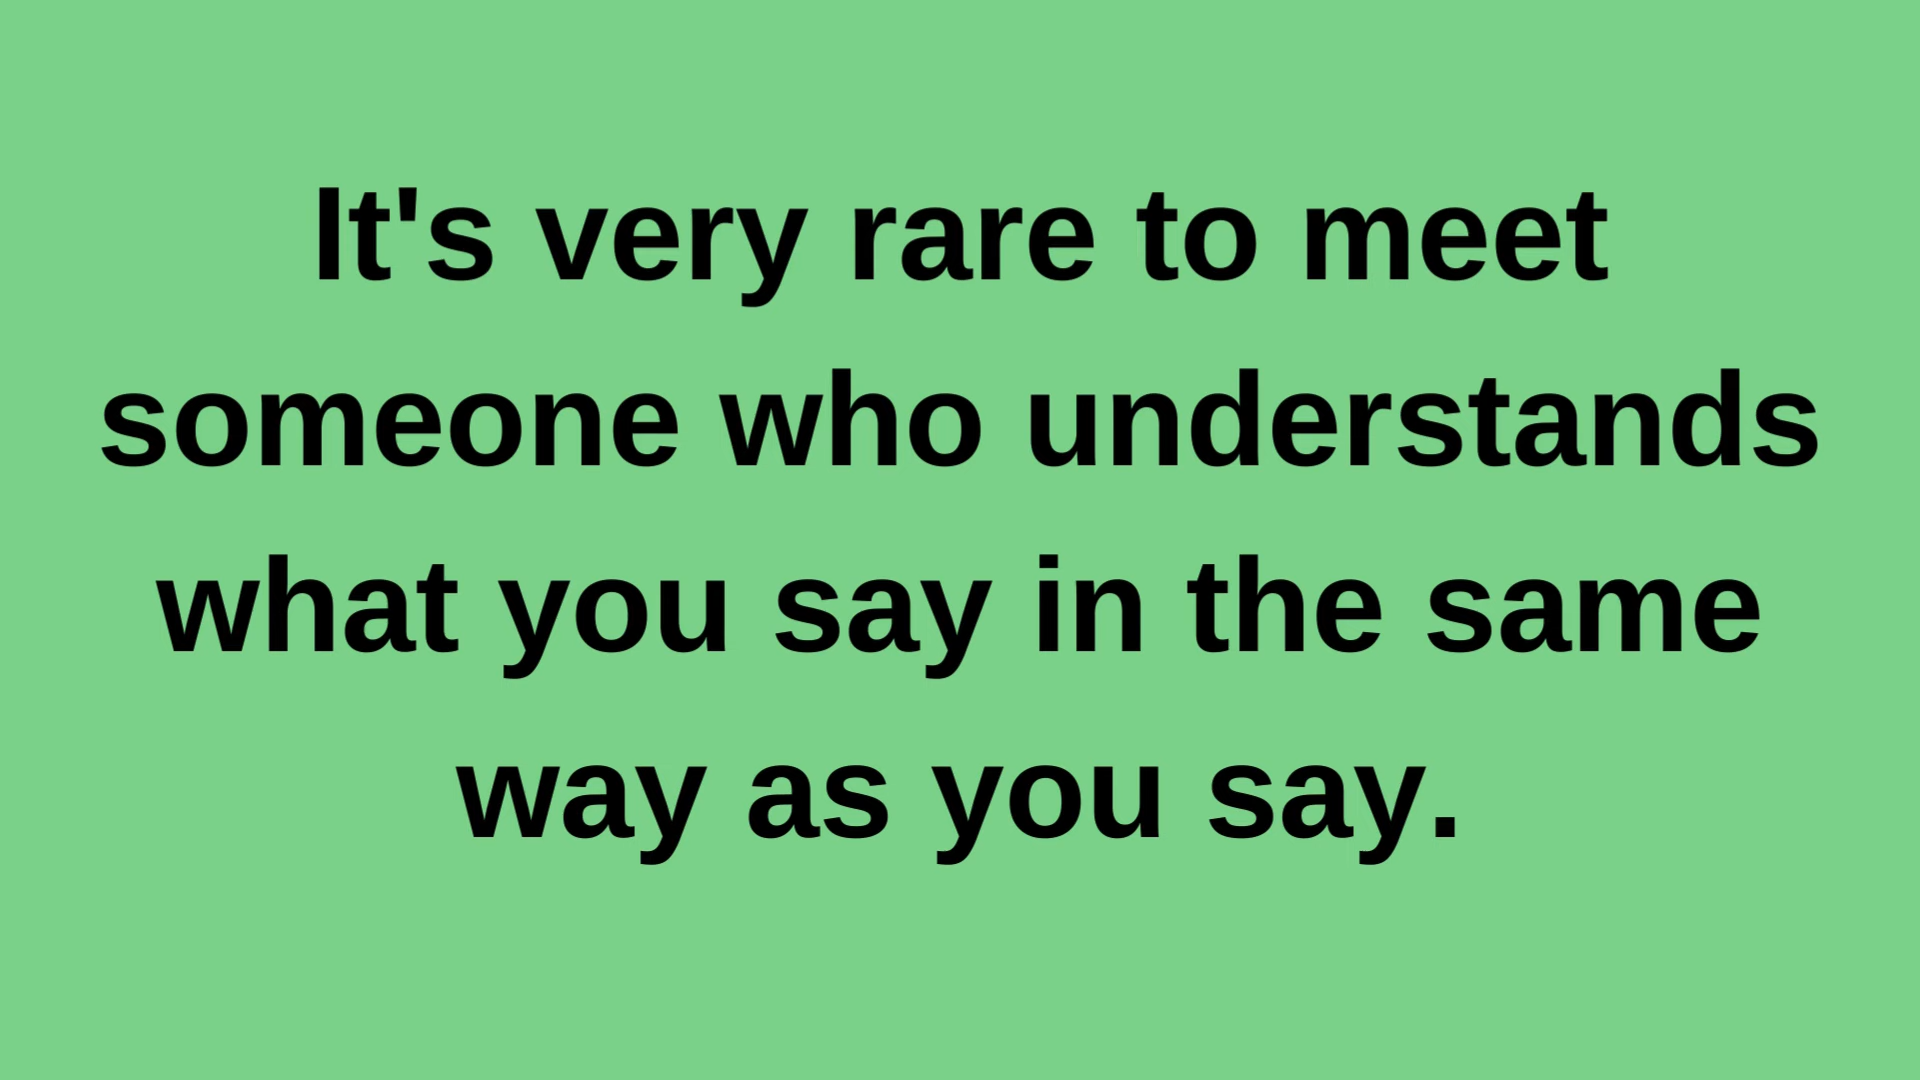 It's very rare to meet
someone who understands
what you say in the same
way as you say.